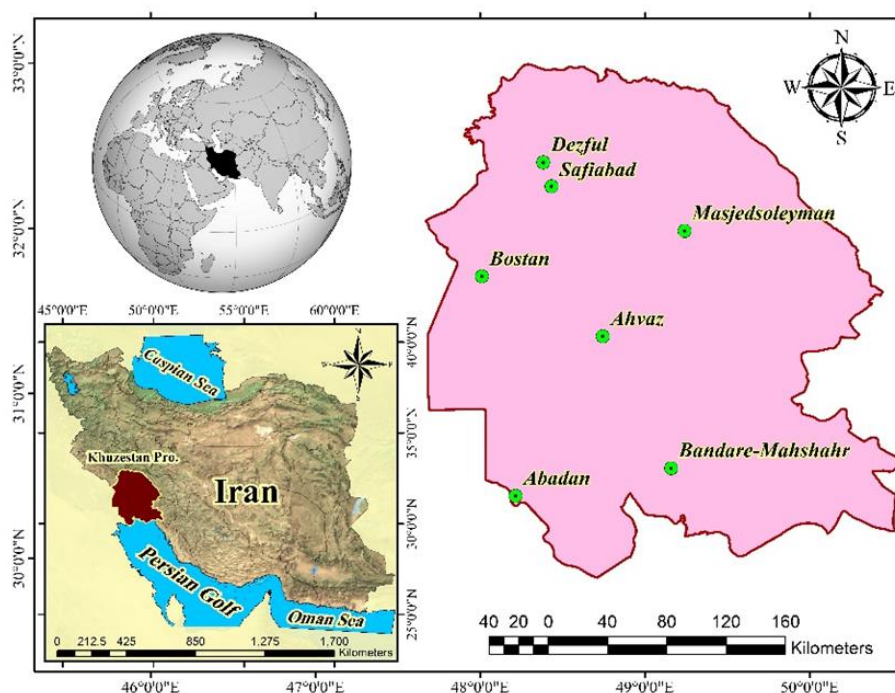 N
W E
S
33°0'0"N
32°0'0"N
31°0'0"N
30°0'0"N
Dezful
Safiabad
Masjedsoleyman
Bostan
Ahvaz
Bandare-Mahshahr
Abadan
45°0'0"E 50°0'0"E 55°0'0"E 60°0'0"E
40°0'0"N
35°0'0"N
30°0'0"N
25°0'0"N
Caspian Sea
Khuzestan Pro.
Iran
Persian Golf
Oman Sea
0 212.5 425 850 1,275 1,700
Kilometers
40 20 0 40 80 120 160
Kilometers
46°0'0"E 47°0'0"E 48°0'0"E 49°0'0"E 50°0'0"E